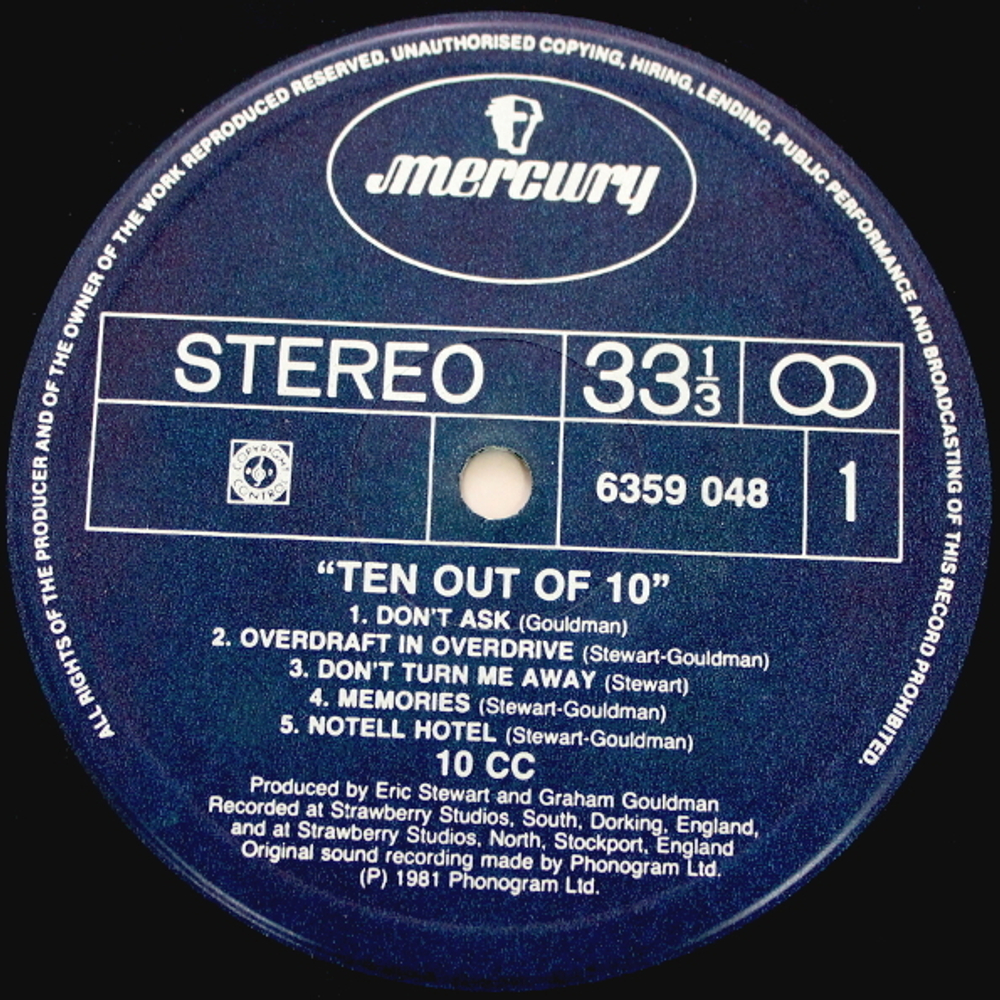 ALL RIGHTS OF THE PRODUCER AND OF THE OWNER OF THE WORK REPRODUCED RESERVED. UNAUTHORISED COPYING, HIRING, LENDING, PUBLIC PERFORMANCE AND BROADCASTING OF THIS RECORD PROHIBITED.
mercury
STEREO 33 1/3
COPYRIGHT CONTROL
6359 048 1
“TEN OUT OF 10”
1. DON'T ASK (Gouldman)
2. OVERDRAFT IN OVERDRIVE (Stewart-Gouldman)
3. DON'T TURN ME AWAY (Stewart)
4. MEMORIES (Stewart-Gouldman)
5. NOTELL HOTEL (Stewart-Gouldman)
10 CC
Produced by Eric Stewart and Graham Gouldman
Recorded at Strawberry Studios, South, Dorking, England,
and at Strawberry Studios, North, Stockport, England
Original sound recording made by Phonogram Ltd.
(P) 1981 Phonogram Ltd.